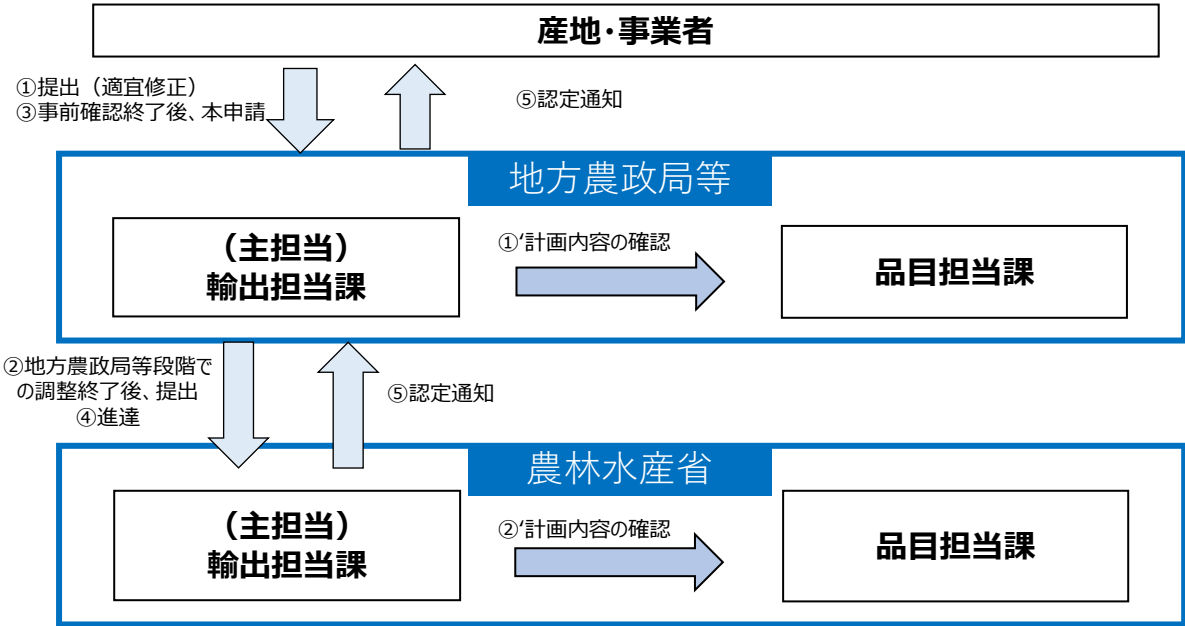 産地・事業者
①提出（適宜修正）
③事前確認終了後、本申請
⑤認定通知
地方農政局等
（主担当）
輸出担当課
①‘計画内容の確認
品目担当課
②地方農政局等段階で
の調整終了後、提出
④進達
⑤認定通知
農林水産省
（主担当）
輸出担当課
②‘計画内容の確認
品目担当課